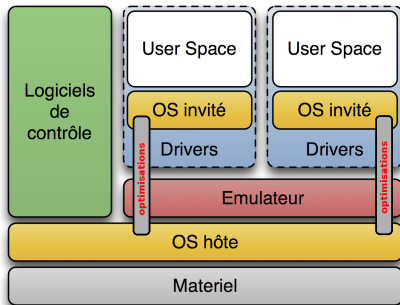 Logiciels
de
contrôle
User Space
OS invité
Drivers
optimisations
User Space
OS invité
Drivers
optimisations
Emulateur
OS hôte
Materiel